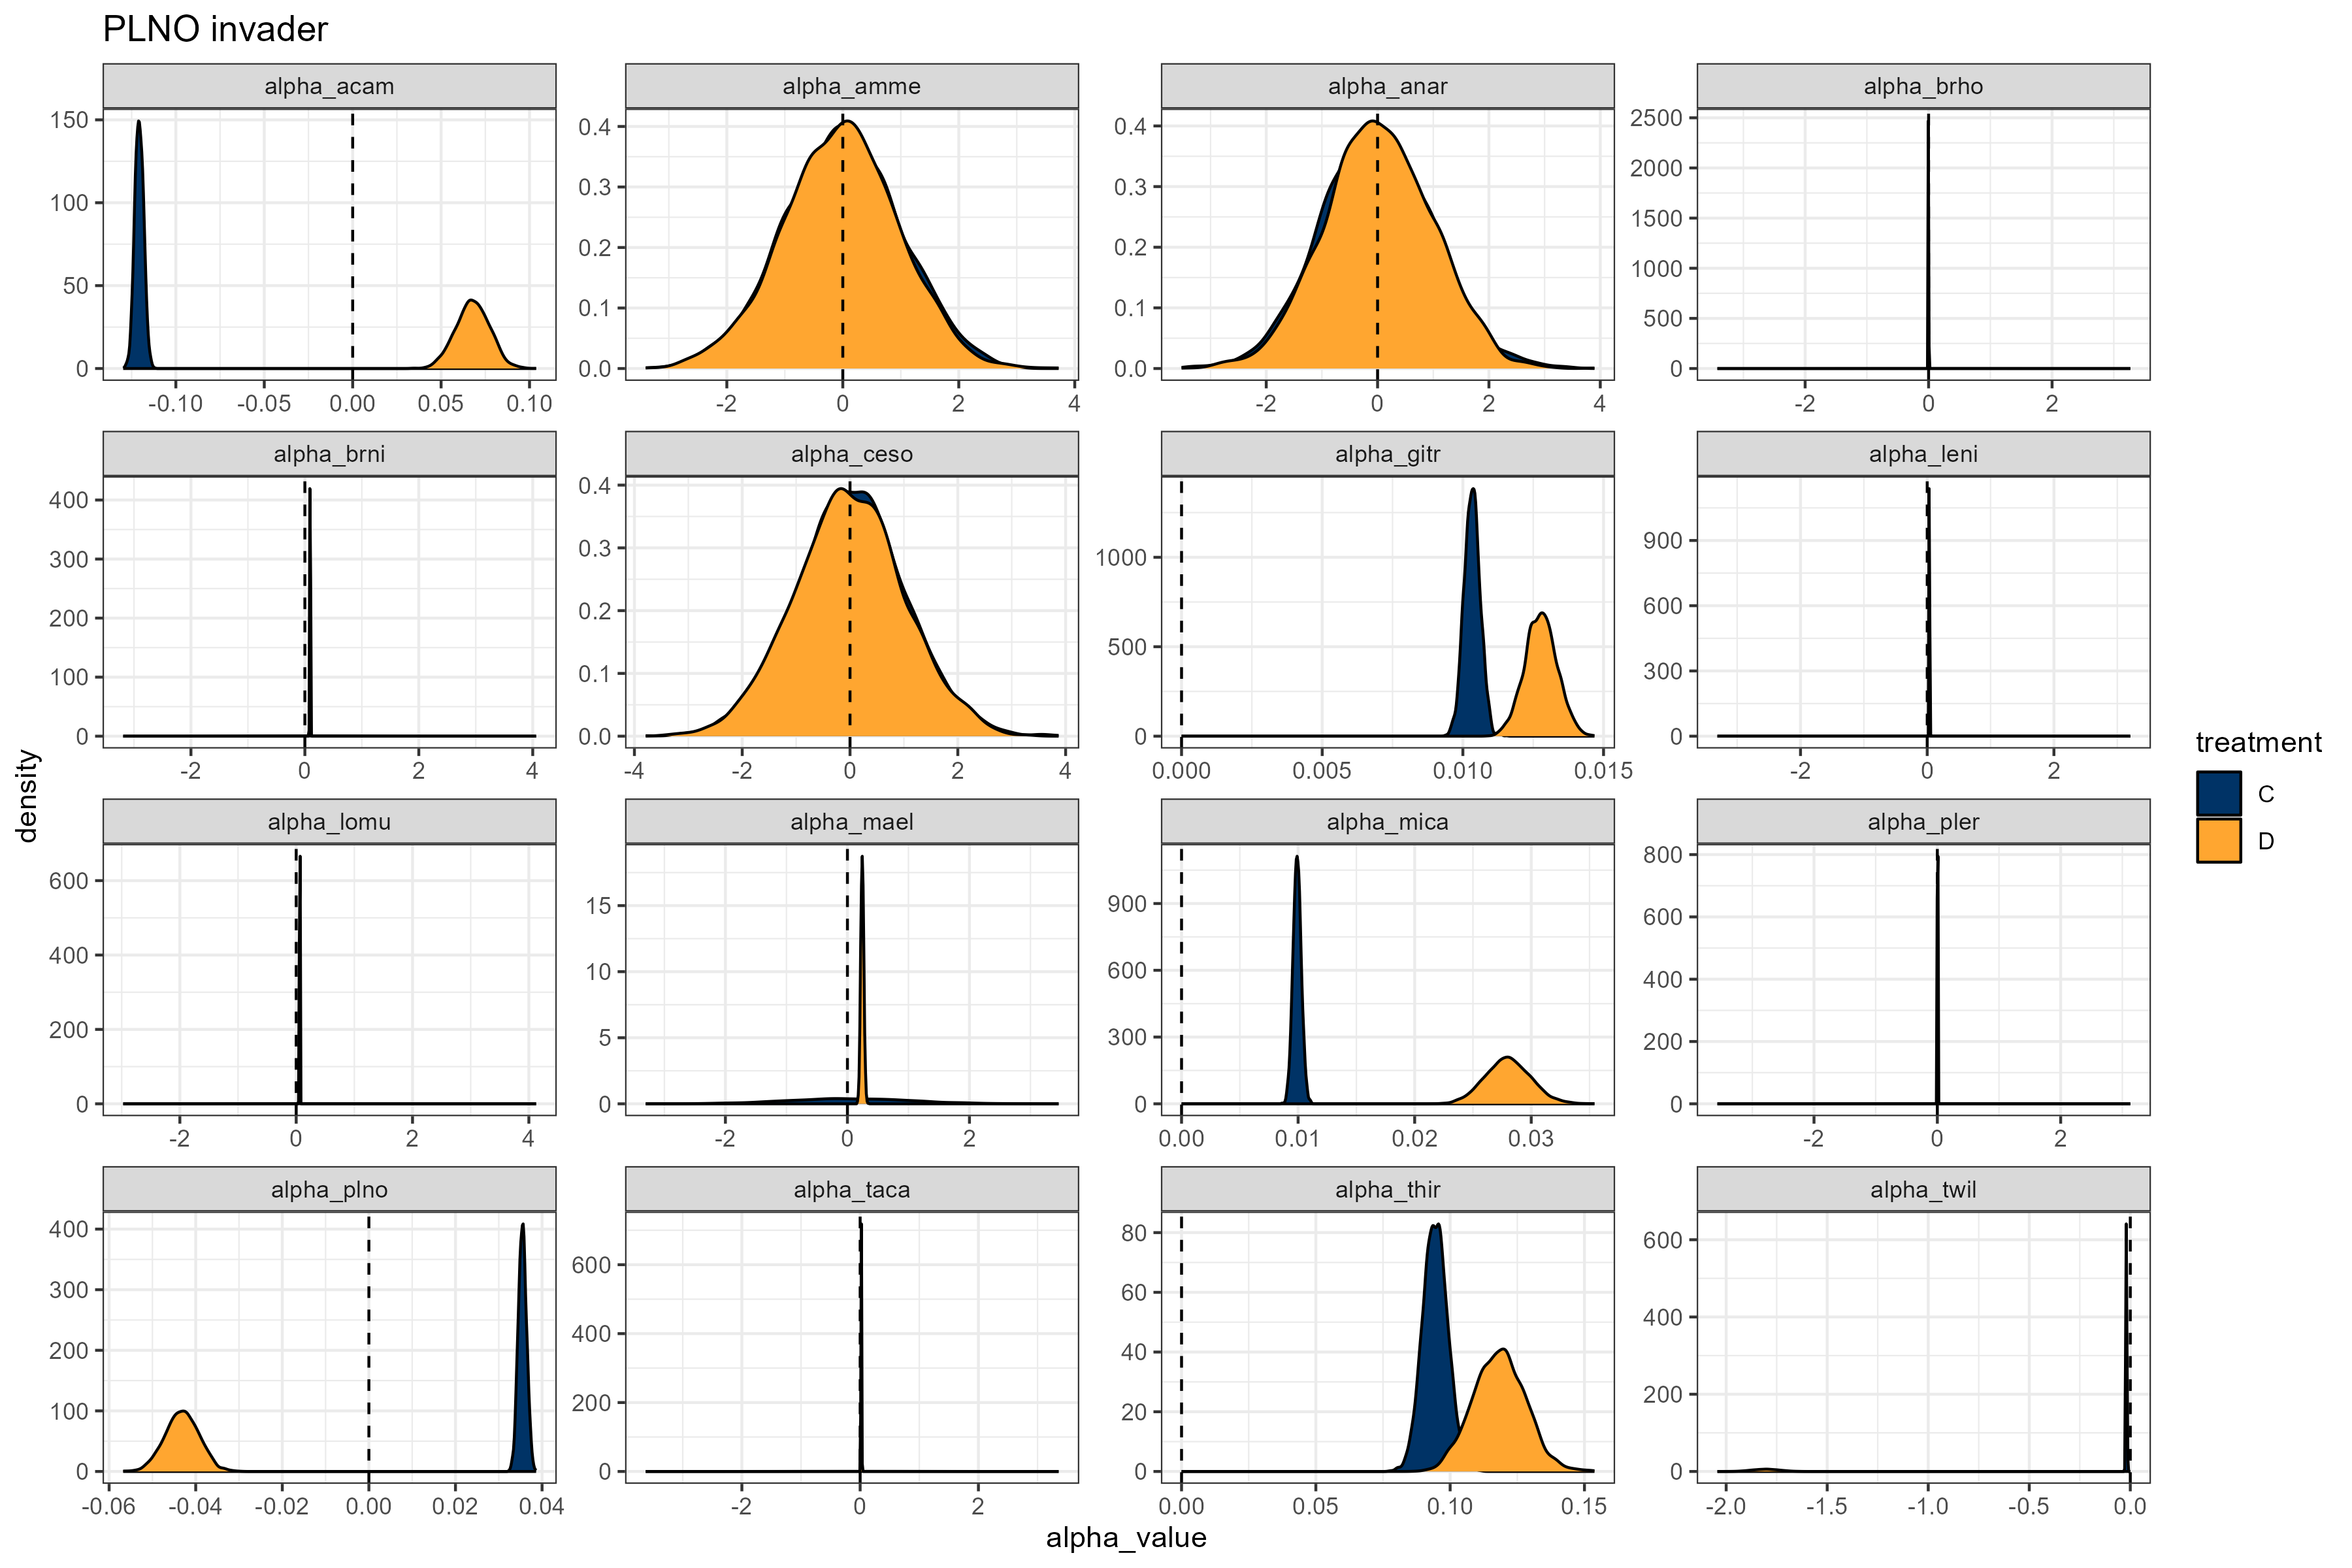 PLNO invader
alpha_acam
alpha_amme
alpha_anar
alpha_brho
150
100
50
0
-0.10 -0.05 0.00 0.05 0.10
0.4
0.3
0.2
0.1
0.0
-2 0 2 4
0.4
0.3
0.2
0.1
0.0
-2 0 2 4
2500
2000
1500
1000
500
0
-2 0 2
alpha_brni
alpha_ceso
alpha_gitr
alpha_leni
400
300
200
100
0
-2 0 2 4
0.4
0.3
0.2
0.1
0.0
-4 -2 0 2 4
1000
500
0
0.000 0.005 0.010 0.015
900
600
300
0
-2 0 2
alpha_lomu
alpha_mael
alpha_mica
alpha_pler
600
400
200
0
-2 0 2 4
15
10
5
0
-2 0 2
900
600
300
0
0.00 0.01 0.02 0.03
800
600
400
200
0
-2 0 2
alpha_plno
alpha_taca
alpha_thir
alpha_twil
400
300
200
100
0
-0.06 -0.04 -0.02 0.00 0.02 0.04
600
400
200
0
-2 0 2
80
60
40
20
0
0.00 0.05 0.10 0.15
600
400
200
0
-2.0 -1.5 -1.0 -0.5 0.0
density
alpha_value
treatment
C
D